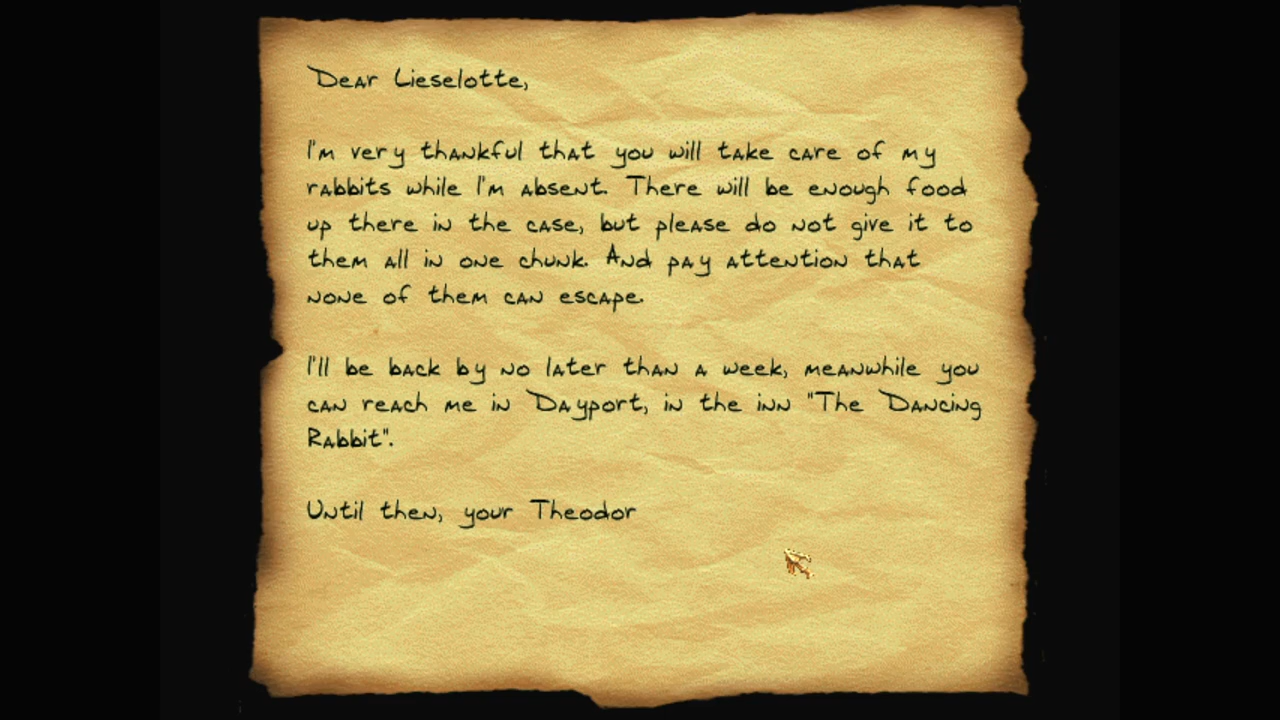 Dear Lieselotte,
I'm very thankful that you will take care of my
rabbits while I'm absent. There will be enough food
up there in the case, but please do not give it to
them all in one chunk. And pay attention that
none of them can escape.
I'll be back by no later than a week, meanwhile you
can reach me in Dayport, in the inn "The Dancing
Rabbit".
Until then, your Theodor